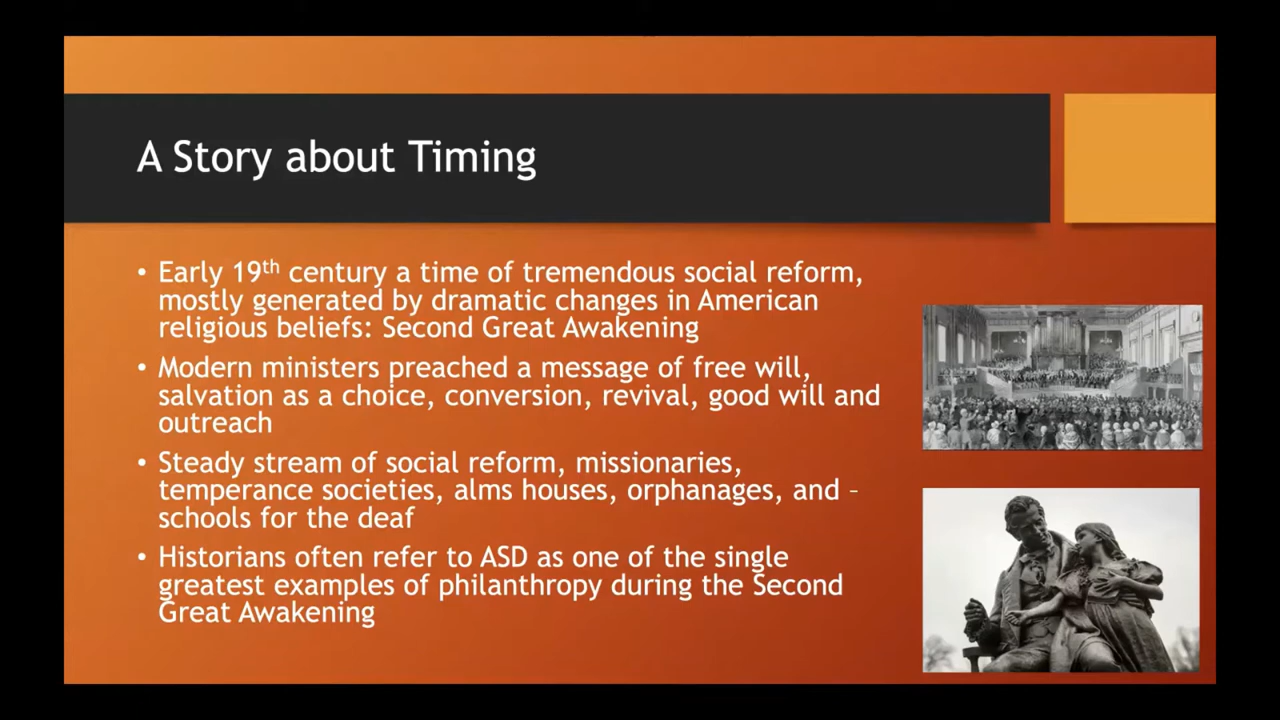 A Story about Timing
• Early 19th century a time of tremendous social reform,
mostly generated by dramatic changes in American
religious beliefs: Second Great Awakening
• Modern ministers preached a message of free will,
salvation as a choice, conversion, revival, good will and
outreach
• Steady stream of social reform, missionaries,
temperance societies, alms houses, orphanages, and –
schools for the deaf
• Historians often refer to ASD as one of the single
greatest examples of philanthropy during the Second
Great Awakening